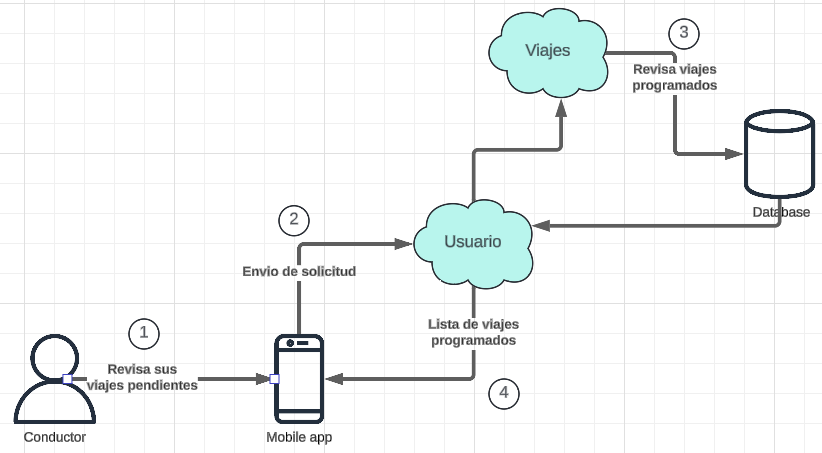 Viajes
3
Revisa viajes
programados
Database
2
Usuario
Envio de solicitud
1
Lista de viajes
programados
Revisa sus
viajes pendientes
4
Conductor
Mobile app